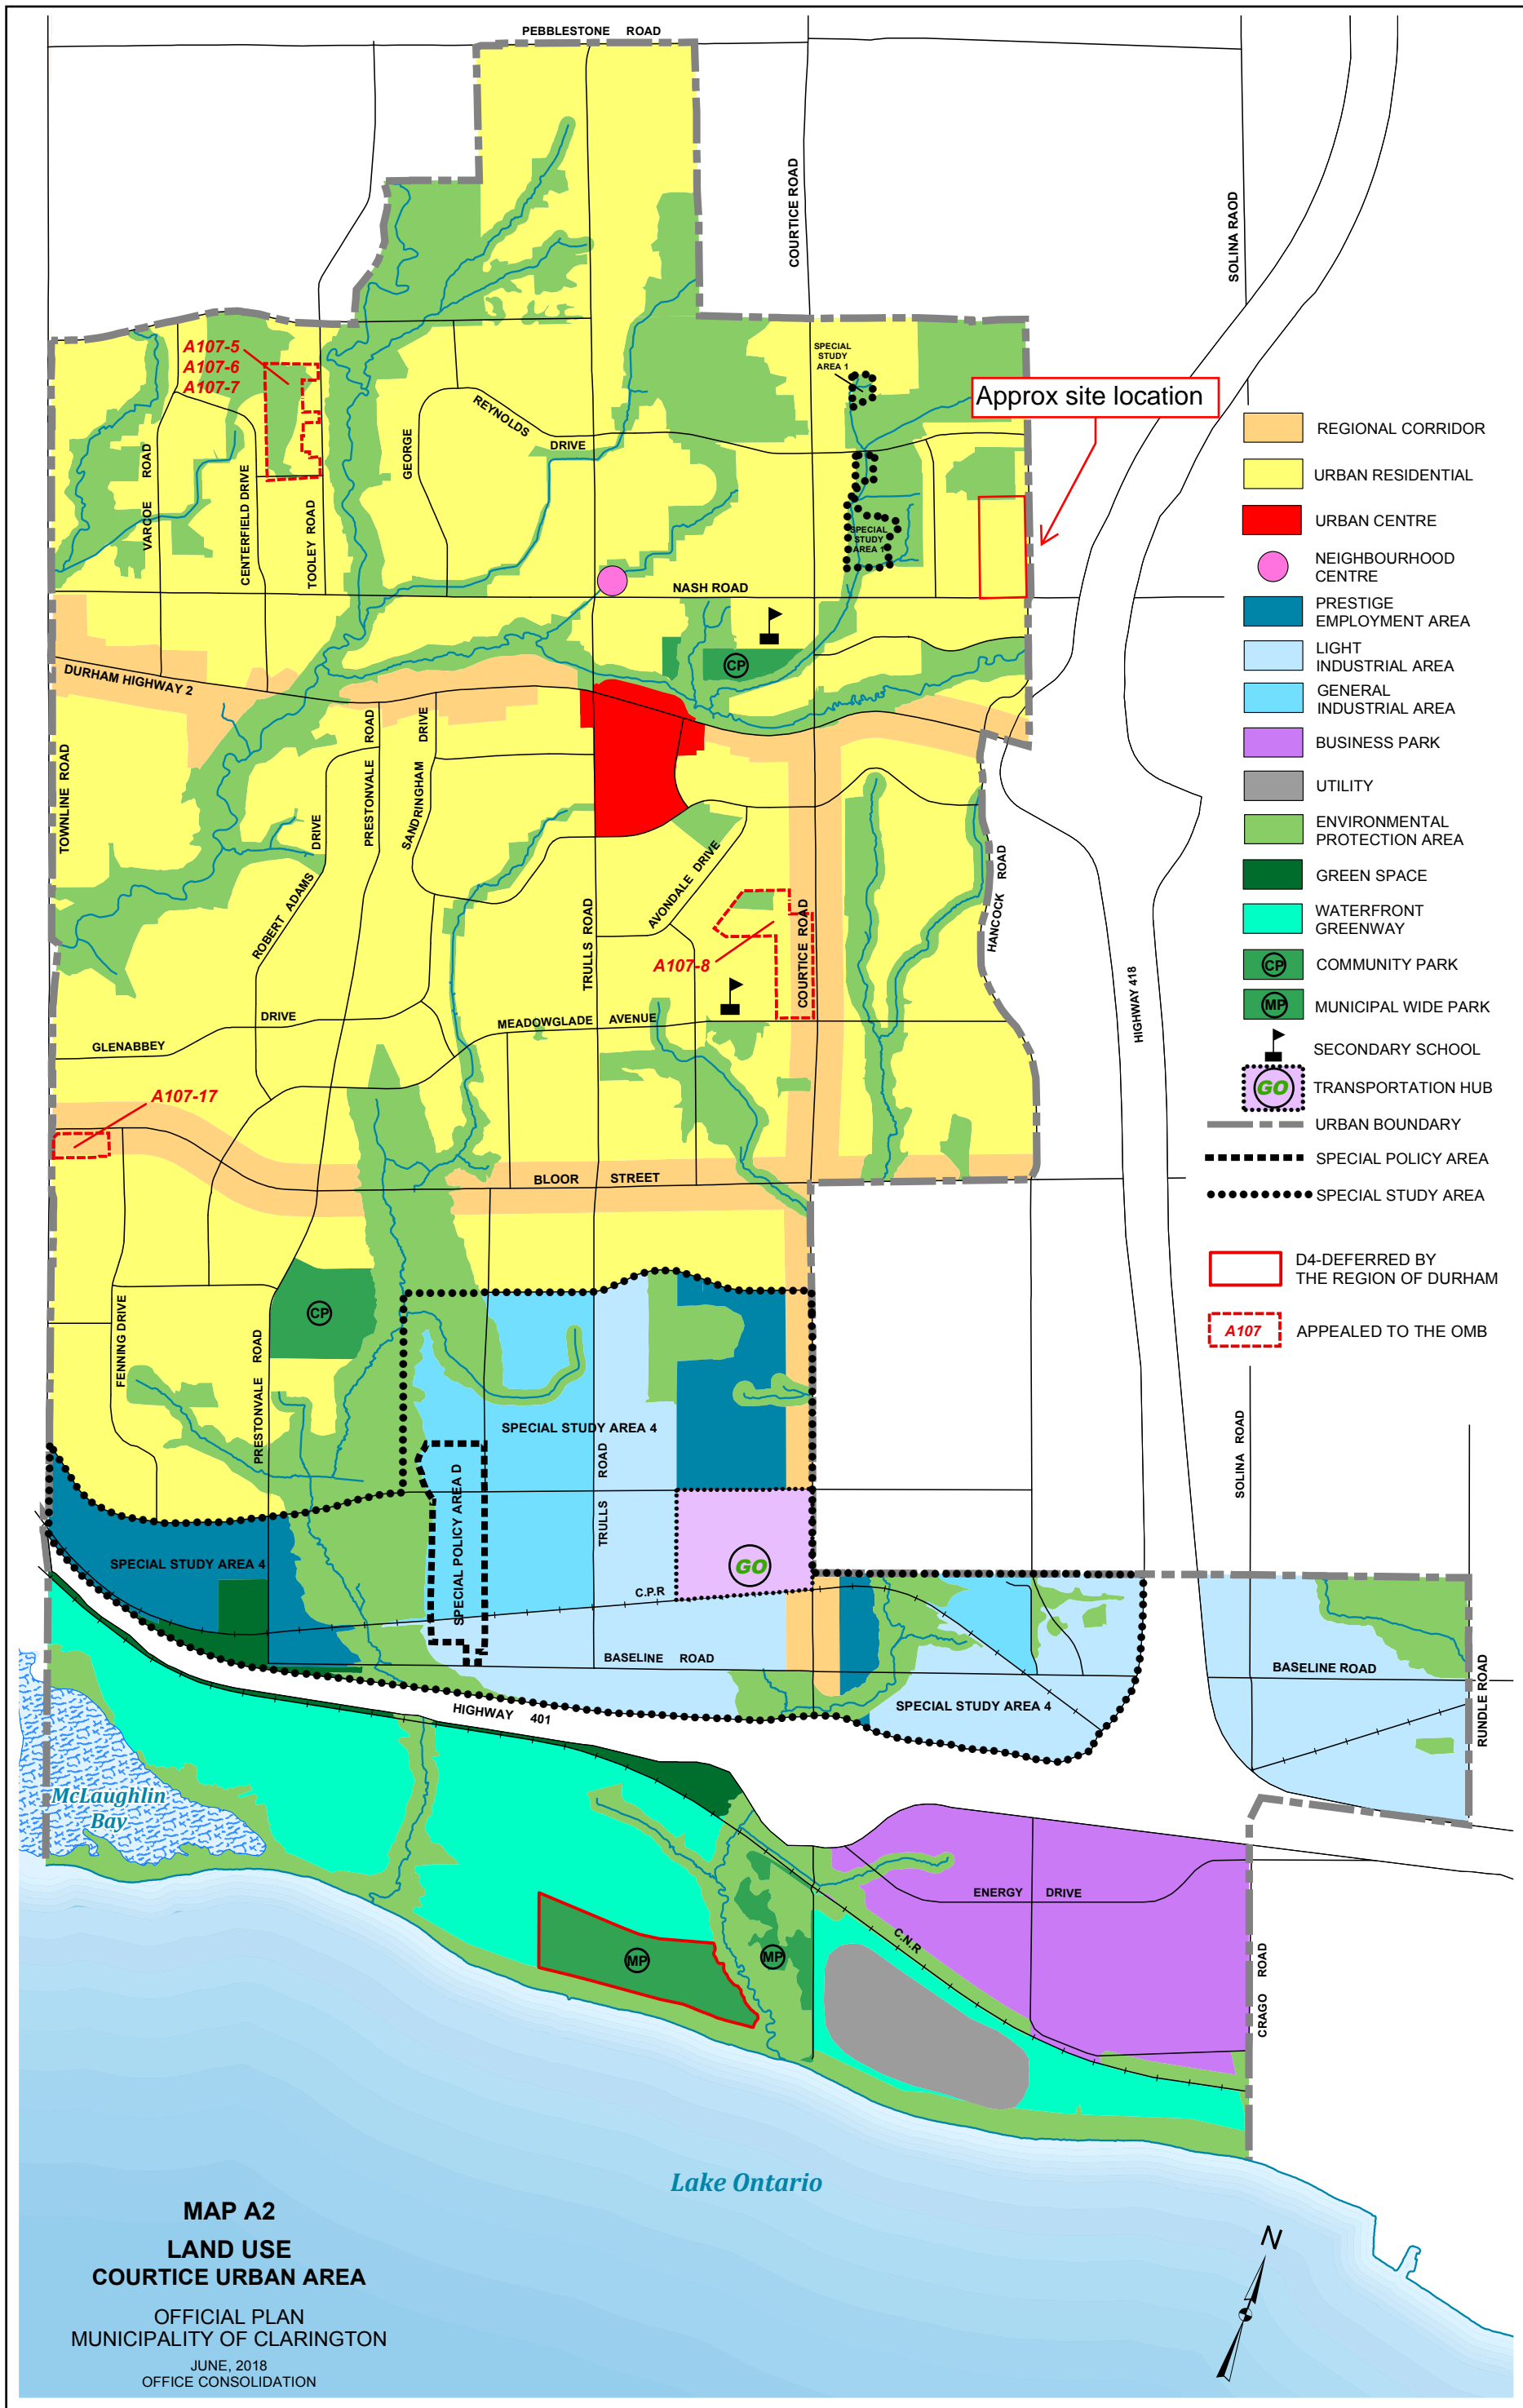 PEBBLESTONE ROAD
COURTICE ROAD
SOLINA RAOD
A107-5
A107-6
A107-7
SPECIAL
STUDY
AREA 1
Approx site location
REYNOLDS
DRIVE
GEORGE
VARCOE ROAD
CENTERFIELD DRIVE
TOOLEY ROAD
SPECIAL
STUDY
AREA 1
NASH ROAD
CP
DURHAM HIGHWAY 2
TOWNLINE ROAD
PRESTONVALE ROAD
SANDRINGHAM DRIVE
ROBERT ADAMS DRIVE
TRULLS ROAD
AVONDALE DRIVE
COURTICE ROAD
HANCOCK ROAD
HIGHWAY 418
A107-8
MEADOWGLADE AVENUE
GLENABBEY DRIVE
A107-17
BLOOR STREET
FENNING DRIVE
PRESTONVALE ROAD
CP
SPECIAL STUDY AREA 4
SPECIAL POLICY AREA D
TRULLS ROAD
SPECIAL STUDY AREA 4
GO
C.P.R
BASELINE ROAD
SPECIAL STUDY AREA 4
HIGHWAY 401
SOLINA ROAD
BASELINE ROAD
RUNDLE ROAD
McLaughlin
Bay
ENERGY DRIVE
C.N.R
MP
MP
CRAGO ROAD
Lake Ontario
REGIONAL CORRIDOR
URBAN RESIDENTIAL
URBAN CENTRE
NEIGHBOURHOOD
CENTRE
PRESTIGE
EMPLOYMENT AREA
LIGHT
INDUSTRIAL AREA
GENERAL
INDUSTRIAL AREA
BUSINESS PARK
UTILITY
ENVIRONMENTAL
PROTECTION AREA
GREEN SPACE
WATERFRONT
GREENWAY
CP COMMUNITY PARK
MP MUNICIPAL WIDE PARK
SECONDARY SCHOOL
GO TRANSPORTATION HUB
URBAN BOUNDARY
SPECIAL POLICY AREA
SPECIAL STUDY AREA
D4-DEFERRED BY
THE REGION OF DURHAM
A107 APPEALED TO THE OMB
MAP A2
LAND USE
COURTICE URBAN AREA
OFFICIAL PLAN
MUNICIPALITY OF CLARINGTON
JUNE, 2018
OFFICE CONSOLIDATION
N